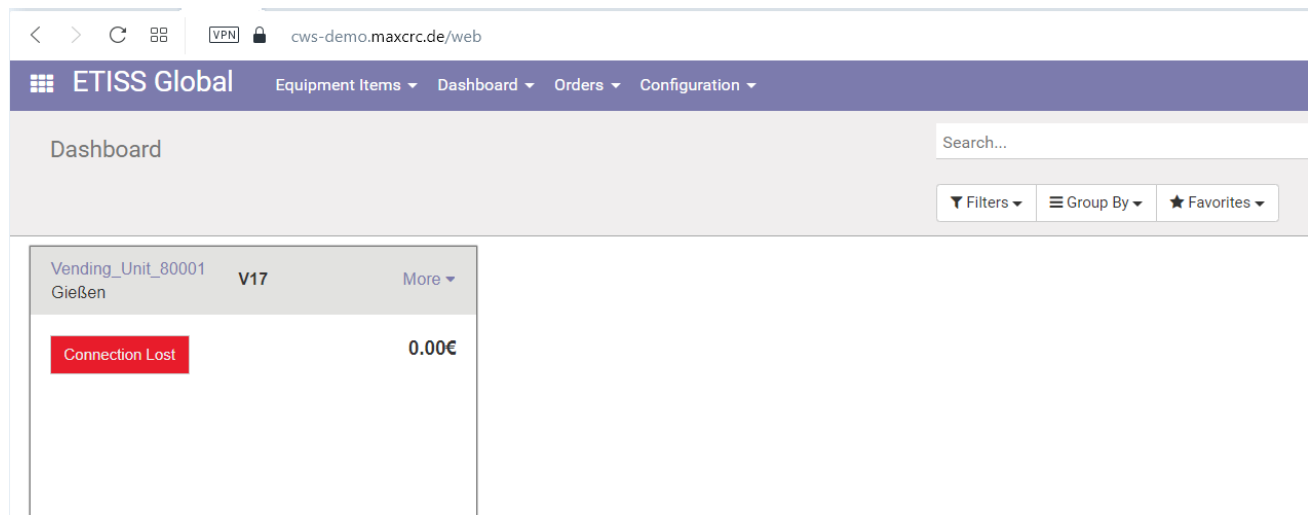 VPN cws-demo.maxcrc.de/web
ETISS Global Equipment Items Dashboard Orders Configuration
Dashboard
Search...
Filters Group By Favorites
Vending_Unit_80001 V17 More
Gießen
Connection Lost 0.00€